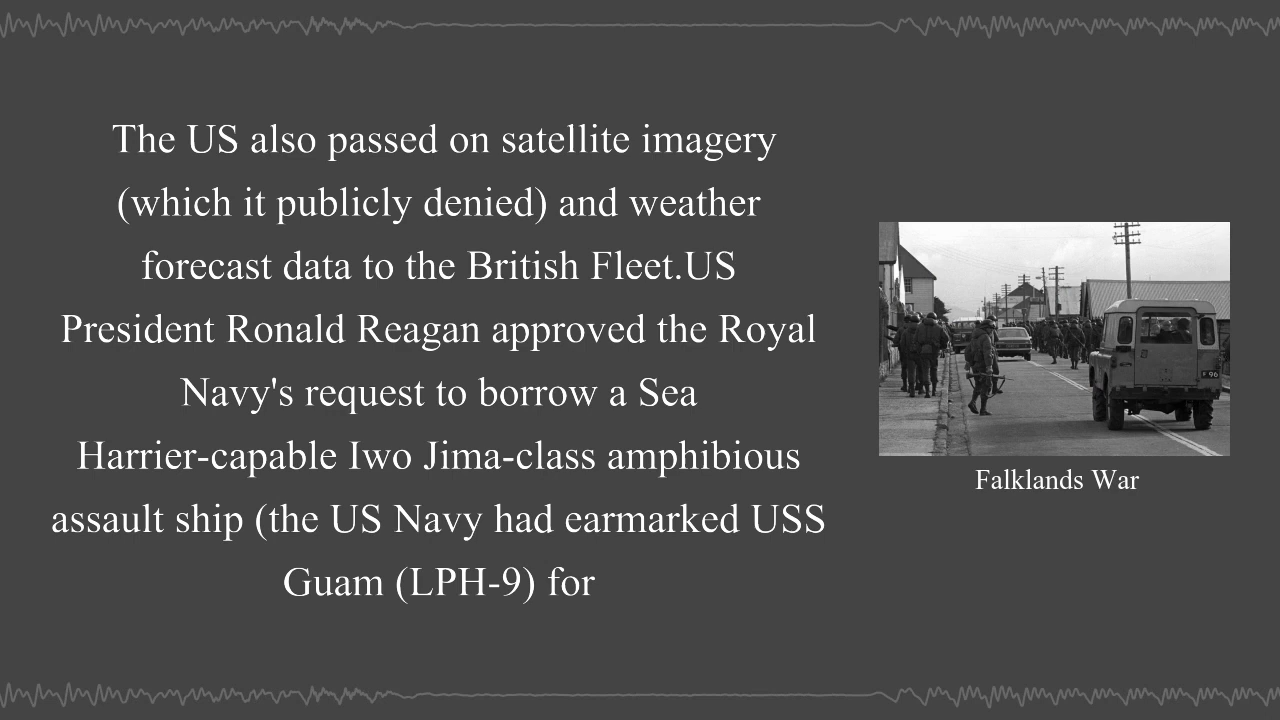 The US also passed on satellite imagery
(which it publicly denied) and weather
forecast data to the British Fleet.US
President Ronald Reagan approved the Royal
Navy's request to borrow a Sea
Harrier-capable Iwo Jima-class amphibious
assault ship (the US Navy had earmarked USS
Guam (LPH-9) for
F 96
Falklands War